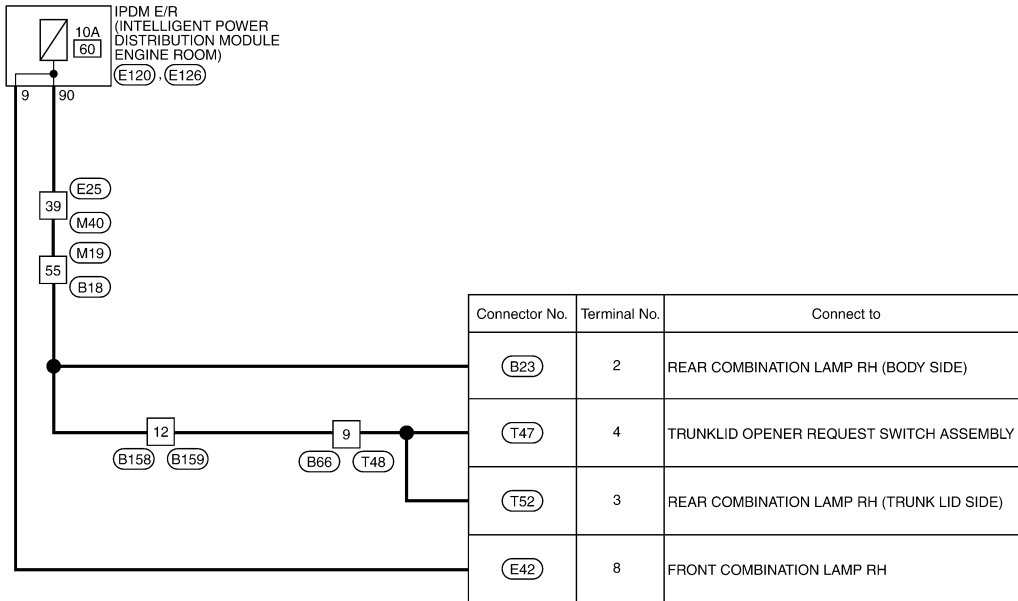 IPDM E/R
(INTELLIGENT POWER
DISTRIBUTION MODULE
ENGINE ROOM)
10A
60
E120 , E126
9
90
39
E25
M40
55
M19
B18
Connector No.
Terminal No.
Connect to
B23
2
REAR COMBINATION LAMP RH (BODY SIDE)
12
B158
B159
9
B66
T48
T47
4
TRUNKLID OPENER REQUEST SWITCH ASSEMBLY
T52
3
REAR COMBINATION LAMP RH (TRUNK LID SIDE)
E42
8
FRONT COMBINATION LAMP RH